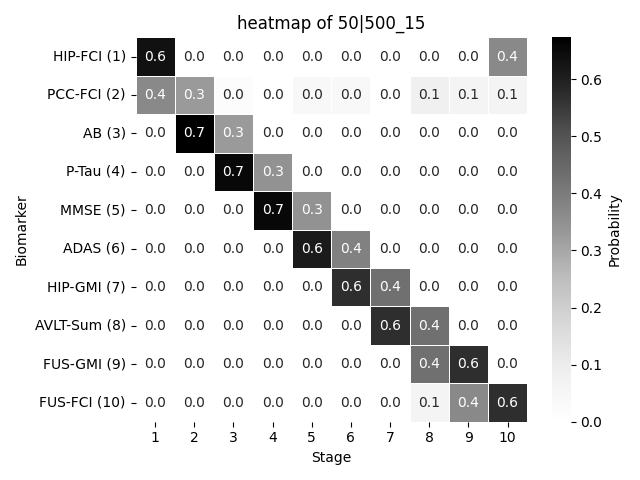 heatmap of 50|500_15
HIP-FCI (1) 0.6 0.0 0.0 0.0 0.0 0.0 0.0 0.0 0.0 0.4
PCC-FCI (2) 0.4 0.3 0.0 0.0 0.0 0.0 0.0 0.1 0.1 0.1
AB (3) 0.0 0.7 0.3 0.0 0.0 0.0 0.0 0.0 0.0 0.0
P-Tau (4) 0.0 0.0 0.7 0.3 0.0 0.0 0.0 0.0 0.0 0.0
MMSE (5) 0.0 0.0 0.0 0.7 0.3 0.0 0.0 0.0 0.0 0.0
ADAS (6) 0.0 0.0 0.0 0.0 0.6 0.4 0.0 0.0 0.0 0.0
HIP-GMI (7) 0.0 0.0 0.0 0.0 0.0 0.6 0.4 0.0 0.0 0.0
AVLT-Sum (8) 0.0 0.0 0.0 0.0 0.0 0.0 0.6 0.4 0.0 0.0
FUS-GMI (9) 0.0 0.0 0.0 0.0 0.0 0.0 0.0 0.4 0.6 0.0
FUS-FCI (10) 0.0 0.0 0.0 0.0 0.0 0.0 0.0 0.1 0.4 0.6
1 2 3 4 5 6 7 8 9 10
Stage
Biomarker
0.6
0.5
0.4
0.3
0.2
0.1
0.0
Probability